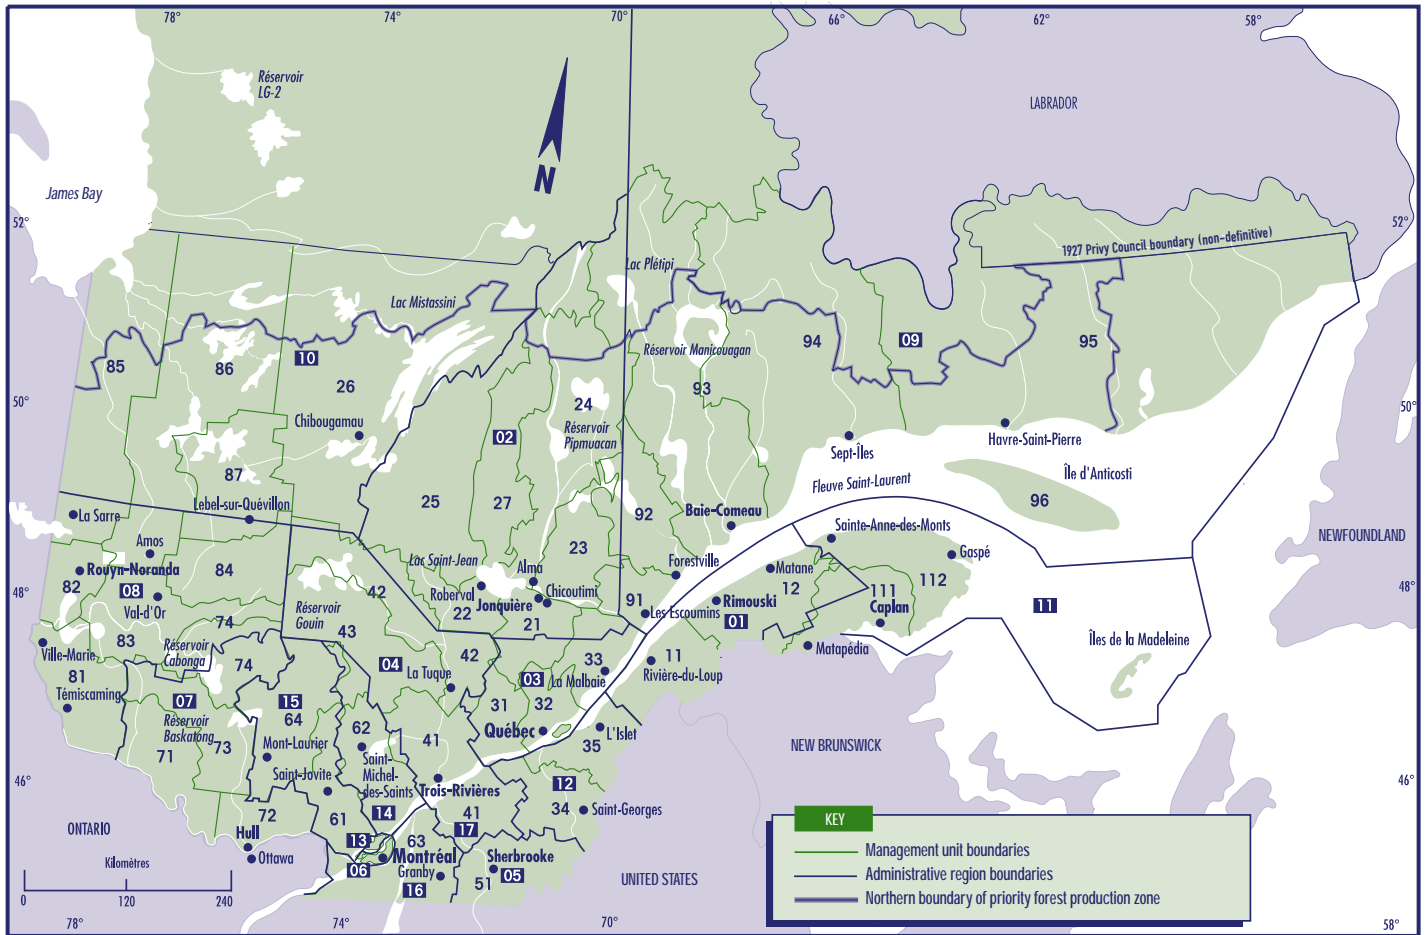 78°
74°
70°
66°
62°
58°
Réservoir
LG-2
LABRADOR
N
James Bay
52°
52°
1927 Privy Council boundary (non-definitive)
Lac Plétipi
Lac Mistassini
Réservoir Manicouagan
94
09
95
85
86
10
26
93
50°
50°
24
Chibougamau
Réservoir
Pipmuacan
02
Sept-Îles
Havre-Saint-Pierre
87
Île d'Anticosti
96
Fleuve Saint-Laurent
25
27
92
Lebel-sur-Quévillon
La Sarre
Baie-Comeau
Sainte-Anne-des-Monts
NEWFOUNDLAND
Amos
23
Gaspé
Rouyn-Noranda
84
Lac Saint-Jean
Alma
Forestville
Matane
82
08
42
Roberval
Chicoutimi
12
111
112
48°
48°
Val-d'Or
Réservoir
Gouin
22
Jonquière
91
Les Escoumins
Rimouski
Caplan
11
74
21
01
83
43
Îles de la Madeleine
Ville-Marie
Réservoir
Cabonga
74
04
42
33
11
Matapédia
81
La Tuque
03
La Malbaie
Rivière-du-Loup
Témiscaming
07
15
31
32
Réservoir
Baskatong
64
62
Québec
L'Islet
71
73
41
35
NEW BRUNSWICK
Mont-Laurier
Saint-
Michel-
des-Saints
Saint-Jovite
46°
46°
Trois-Rivières
12
72
61
14
41
34
Saint-Georges
ONTARIO
Hull
13
63
17
KEY
Ottawa
Montréal
Sherbrooke
Management unit boundaries
Kilomètres
06
Granby
05
Administrative region boundaries
16
51
UNITED STATES
Northern boundary of priority forest production zone
0
120
240
78°
74°
70°
58°